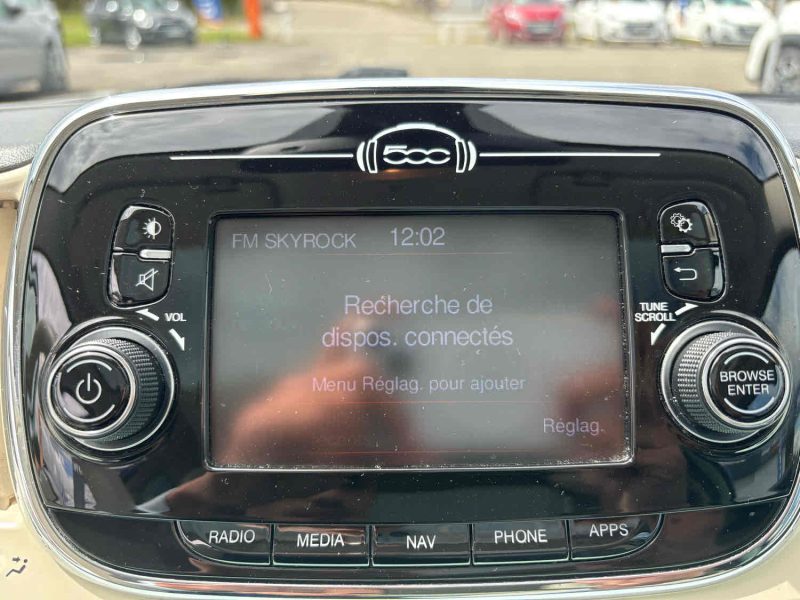 500
FM SKYROCK 12:02
Recherche de
dispos. connectés
Menu Réglag. pour ajouter
Réglag.
VOL
TUNE
SCROLL
BROWSE
ENTER
RADIO
MEDIA
NAV
PHONE
APPS